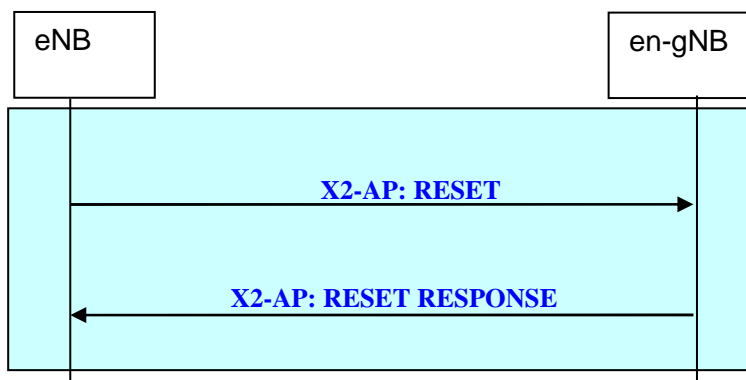 eNB
en-gNB
X2-AP: RESET
X2-AP: RESET RESPONSE